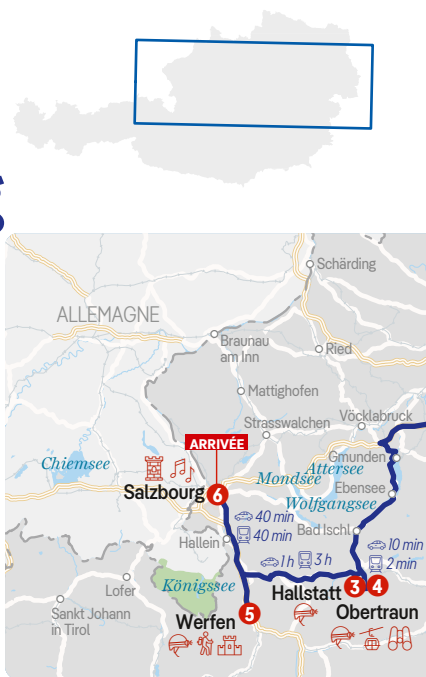 Schärding
ALLEMAGNE
Braunau
am Inn
Ried
Mattighofen
Strasswalchen
Vöcklabruck
ARRIVÉE
Chiemsee
Gmunden
Attersee
Mondsee
Ebensee
Salzbourg 6
Wolfgangsee
40 min
40 min
Bad Ischl
Hallein
10 min
2 min
1h 3 h
Königssee
Lofer
Hallstatt 3 4
Obertraun
Sankt Johann
in Tirol
Werfen 5